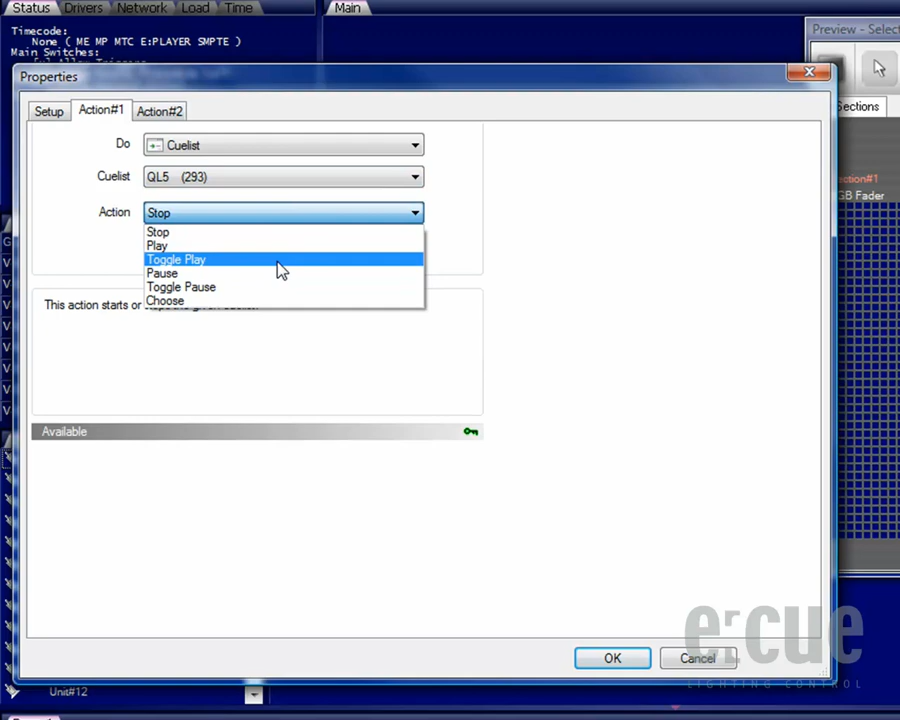 Status Drivers Network Load Time Main
Timecode:
None ( ME MP MTC E:PLAYER SMPTE )
Main Switches:
Preview - Select
Properties
Setup Action#1 Action#2
Sections
Do Cuelist
Cuelist QL5 (293)
ection#1
GB Fader
Action Stop
Stop
Play
Toggle Play
Pause
Toggle Pause
Choose
This action starts or
Available
OK Cancel
e:cue
LIGHTING CONTROL
Unit#12